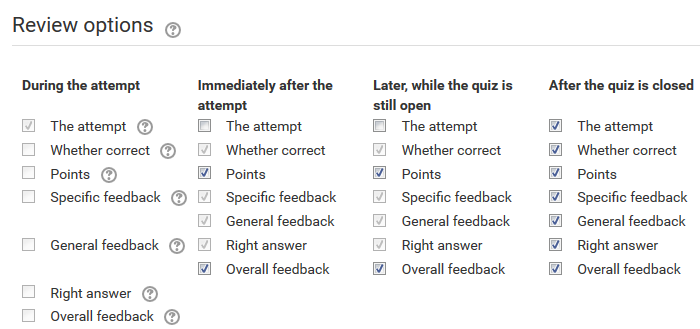 Review options
During the attempt
The attempt
Whether correct
Points
Specific feedback
General feedback
Right answer
Overall feedback
Immediately after the
attempt
The attempt
Whether correct
Points
Specific feedback
General feedback
Right answer
Overall feedback
Later, while the quiz is
still open
The attempt
Whether correct
Points
Specific feedback
General feedback
Right answer
Overall feedback
After the quiz is closed
The attempt
Whether correct
Points
Specific feedback
General feedback
Right answer
Overall feedback